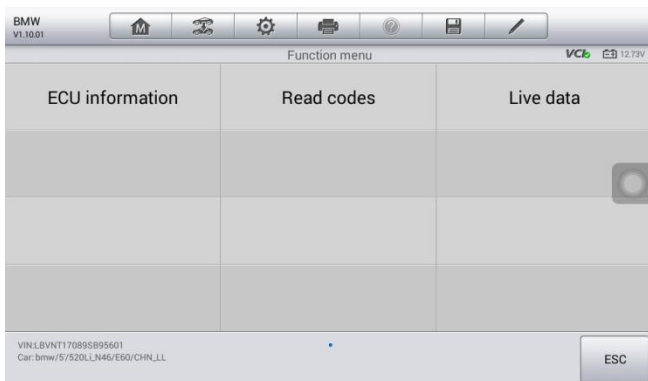 BMW
V1.10.01
M
Function menu
VCI 12.73V
ECU information
Read codes
Live data
VIN:LBVNT17089SB95601
Car: bmw/5'/520Li_N46/E60/CHN_LL
ESC